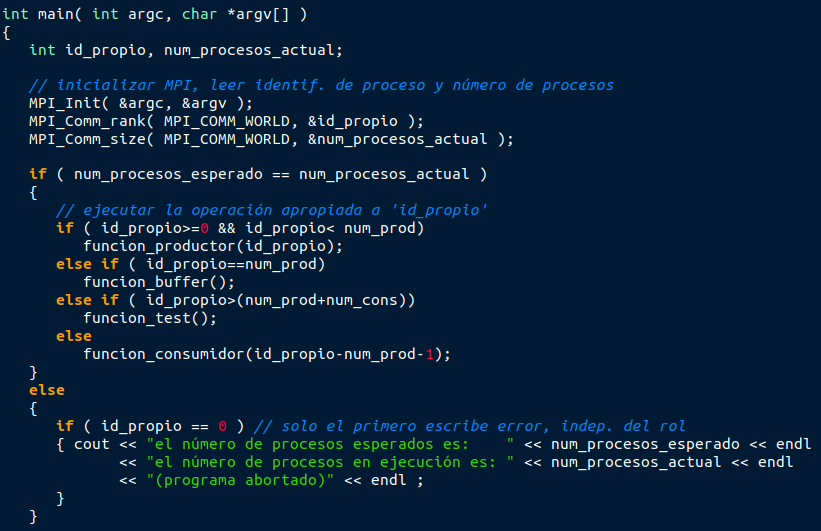 int main( int argc, char *argv[] )
{
   int id_propio, num_procesos_actual;

   // inicializar MPI, leer identif. de proceso y número de procesos
   MPI_Init( &argc, &argv );
   MPI_Comm_rank( MPI_COMM_WORLD, &id_propio );
   MPI_Comm_size( MPI_COMM_WORLD, &num_procesos_actual );

   if ( num_procesos_esperado == num_procesos_actual )
   {
      // ejecutar la operación apropiada a 'id_propio'
      if ( id_propio>=0 && id_propio< num_prod)
         funcion_productor(id_propio);
      else if ( id_propio==num_prod)
         funcion_buffer();
      else if ( id_propio>(num_prod+num_cons))
         funcion_test();
      else
         funcion_consumidor(id_propio-num_prod-1);
   }
   else
   {
      if ( id_propio == 0 ) // solo el primero escribe error, indep. del rol
      { cout << "el número de procesos esperados es:    " << num_procesos_esperado << endl
             << "el número de procesos en ejecución es: " << num_procesos_actual << endl
             << "(programa abortado)" << endl ;
      }
   }